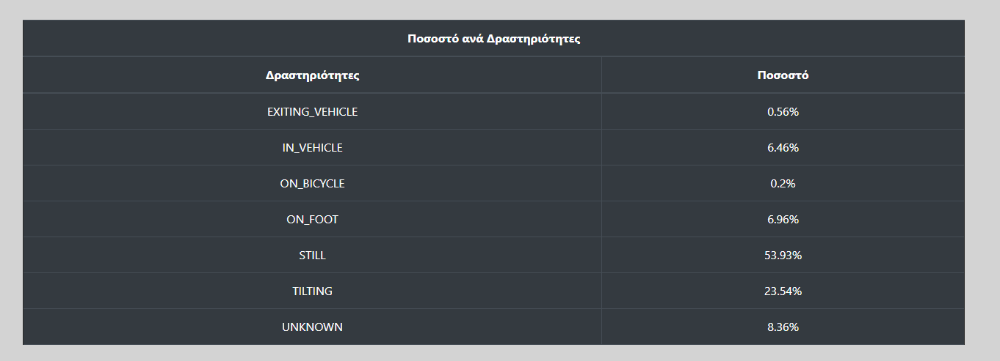 Ποσοστό ανά Δραστηριότητες
Δραστηριότητες Ποσοστό
EXITING_VEHICLE 0.56%
IN_VEHICLE 6.46%
ON_BICYCLE 0.2%
ON_FOOT 6.96%
STILL 53.93%
TILTING 23.54%
UNKNOWN 8.36%